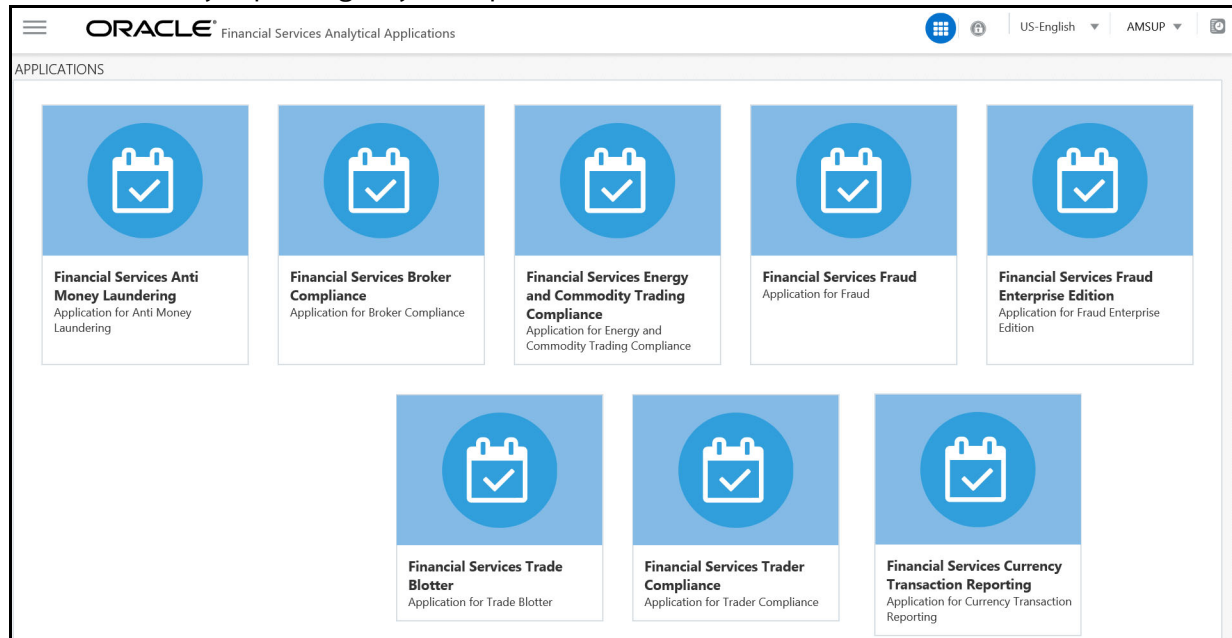 ORACLE® Financial Services Analytical Applications
US-English
AMSUP
APPLICATIONS
Financial Services Anti
Money Laundering
Application for Anti Money
Laundering
Financial Services Broker
Compliance
Application for Broker Compliance
Financial Services Energy
and Commodity Trading
Compliance
Application for Energy and
Commodity Trading Compliance
Financial Services Fraud
Application for Fraud
Financial Services Fraud
Enterprise Edition
Application for Fraud Enterprise
Edition
Financial Services Trade
Blotter
Application for Trade Blotter
Financial Services Trader
Compliance
Application for Trader Compliance
Financial Services Currency
Transaction Reporting
Application for Currency Transaction
Reporting